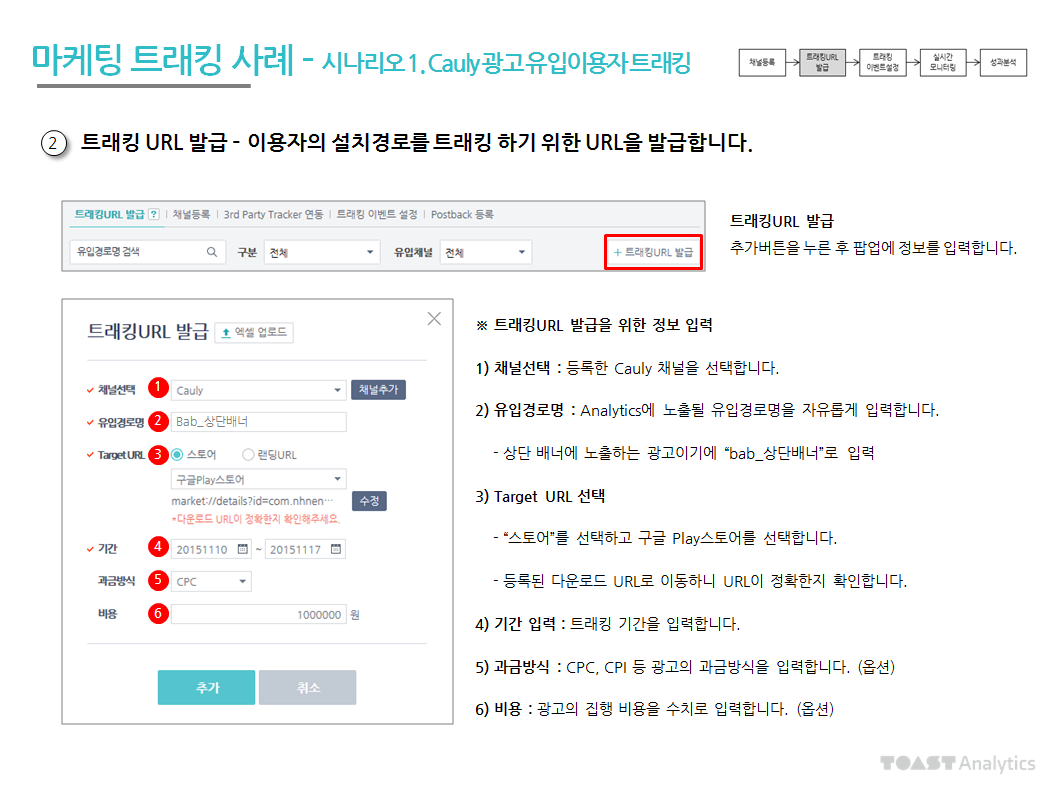 마케팅 트래킹 사례 - 시나리오 1. Cauly 광고 유입이용자 트래킹
채널등록
트래킹URL
발급
트래킹
이벤트설정
실시간
모니터링
성과분석
② 트래킹 URL 발급 - 이용자의 설치경로를 트래킹 하기 위한 URL을 발급합니다.
트래킹URL 발급 ? | 채널등록 | 3rd Party Tracker 연동 | 트래킹 이벤트 설정 | Postback 등록
유입경로명 검색 구분 전체 유입채널 전체 + 트래킹URL 발급
트래킹URL 발급
추가버튼을 누른 후 팝업에 정보를 입력합니다.
트래킹URL 발급 엑셀 업로드
채널선택 1 Cauly 채널추가
유입경로명 2 Bab_상단배너
Target URL 3 스토어 랜딩URL
구글Play스토어
market://details?id=com.nhnen… 수정
*다운로드 URL이 정확한지 확인해주세요.
기간 4 20151110 ~ 20151117
과금방식 5 CPC
비용 6 1000000 원
추가 취소
※ 트래킹URL 발급을 위한 정보 입력
1) 채널선택 : 등록한 Cauly 채널을 선택합니다.
2) 유입경로명 : Analytics에 노출될 유입경로명을 자유롭게 입력합니다.
- 상단 배너에 노출하는 광고이기에 “bab_상단배너”로 입력
3) Target URL 선택
- “스토어”를 선택하고 구글 Play스토어를 선택합니다.
- 등록된 다운로드 URL로 이동하니 URL이 정확한지 확인합니다.
4) 기간 입력 : 트래킹 기간을 입력합니다.
5) 과금방식 : CPC, CPI 등 광고의 과금방식을 입력합니다. (옵션)
6) 비용 : 광고의 집행 비용을 수치로 입력합니다. (옵션)
TOAST Analytics